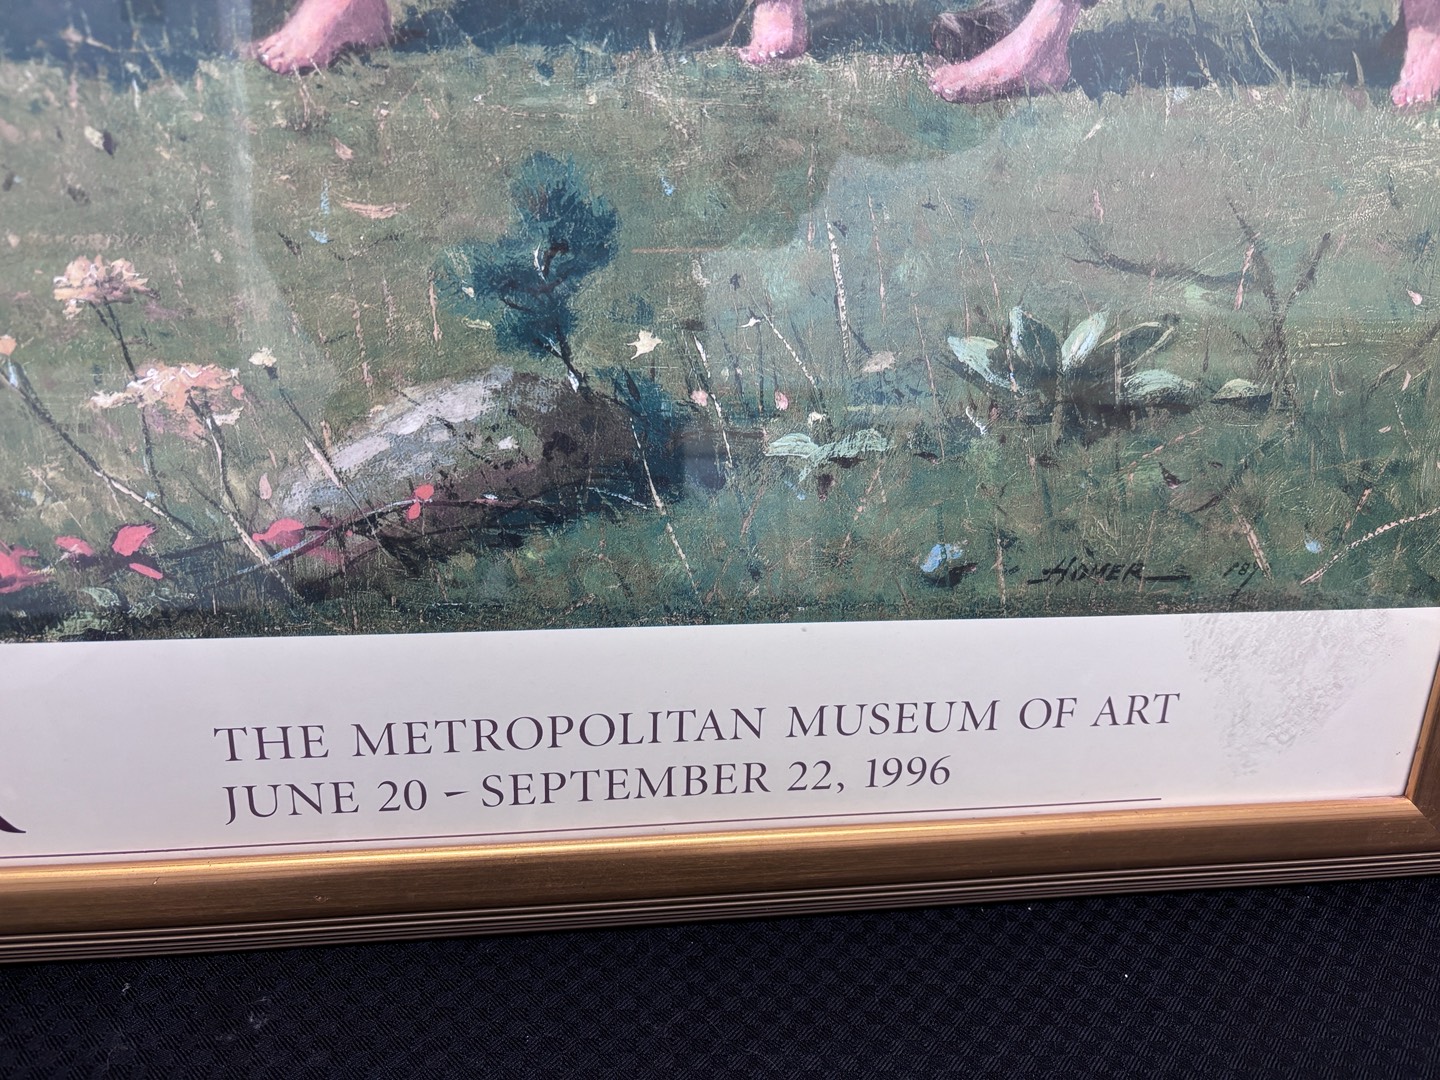 HOMER
THE METROPOLITAN MUSEUM OF ART
JUNE 20 – SEPTEMBER 22, 1996